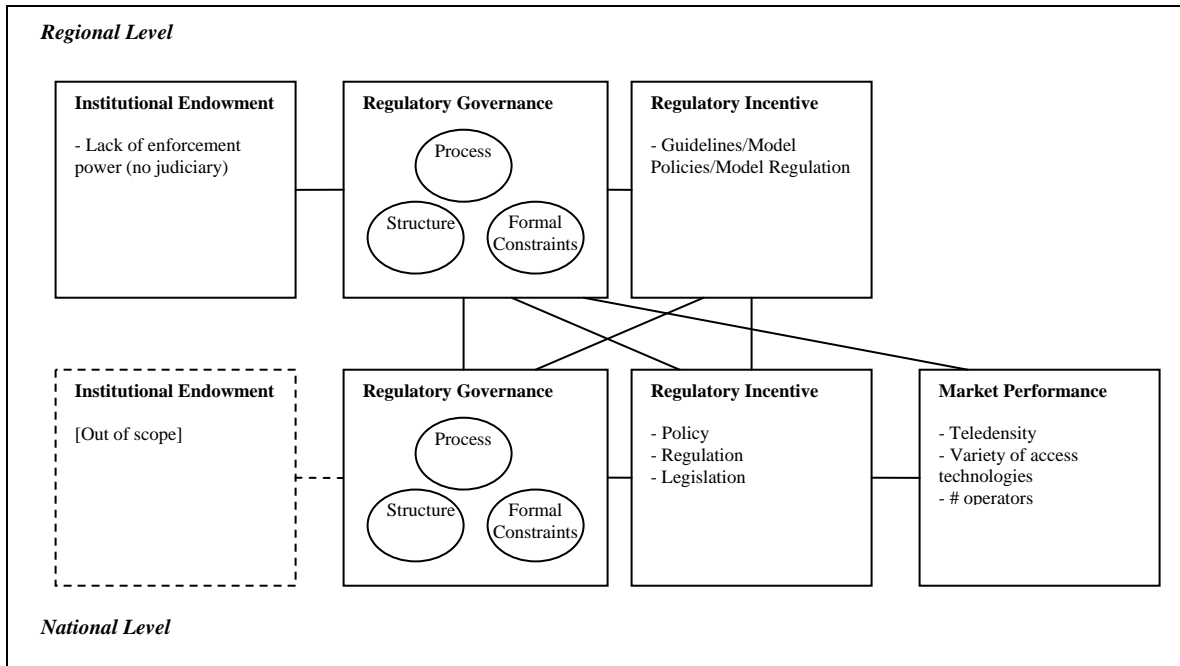 Regional Level
Institutional Endowment
- Lack of enforcement
power (no judiciary)
Regulatory Governance
Process
Structure
Formal
Constraints
Regulatory Incentive
- Guidelines/Model
Policies/Model Regulation
Institutional Endowment
[Out of scope]
Regulatory Governance
Process
Structure
Formal
Constraints
Regulatory Incentive
- Policy
- Regulation
- Legislation
Market Performance
- Teledensity
- Variety of access
technologies
- # operators
National Level